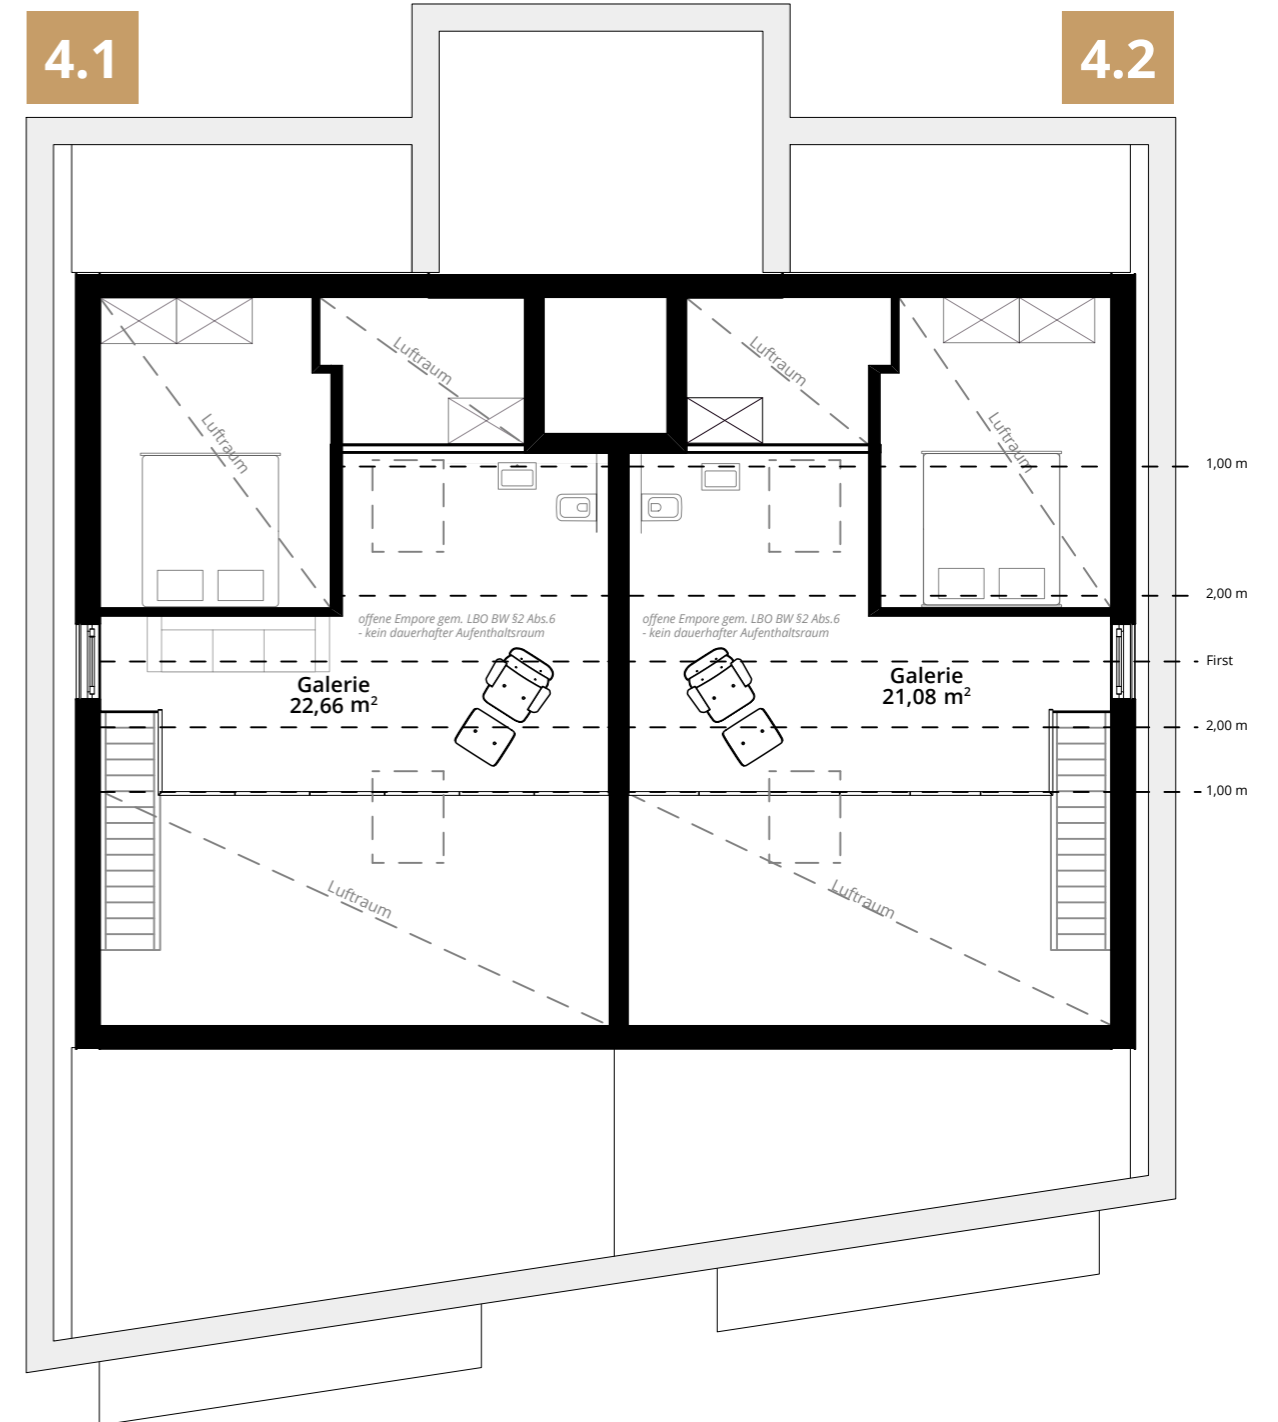 4.1
4.2
Luftraum
Luftraum
Luftraum
Luftraum
1,00 m
2,00 m
offene Empore gem. LBO BW §2 Abs.6
- kein dauerhafter Aufenthaltsraum
offene Empore gem. LBO BW §2 Abs.6
- kein dauerhafter Aufenthaltsraum
First
Galerie
22,66 m²
Galerie
21,08 m²
2,00 m
1,00 m
Luftraum
Luftraum